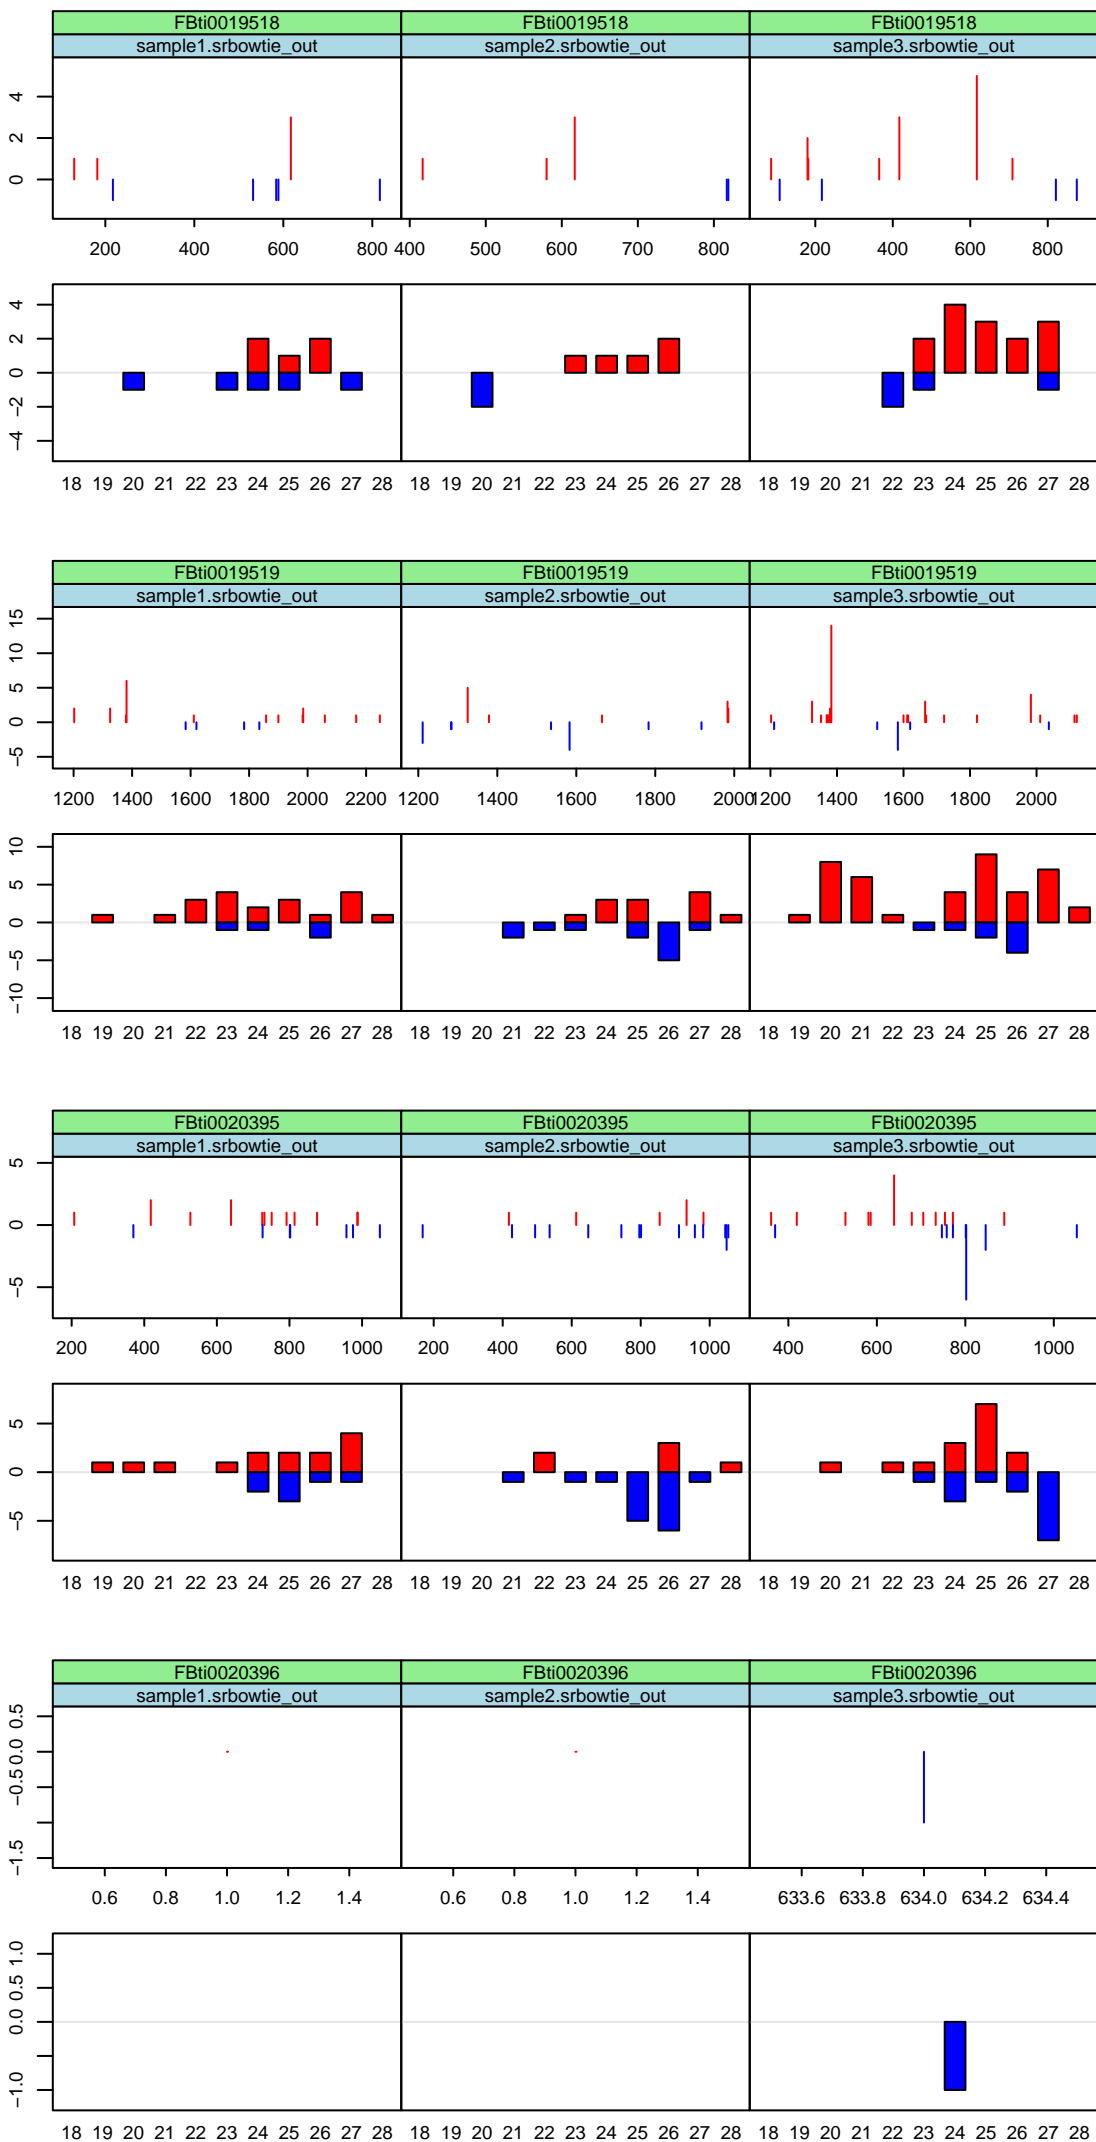 FBti0019518 FBti0019518 FBti0019518
sample1.srbowtie_out sample2.srbowtie_out sample3.srbowtie_out
4
2
0
200 400 600 800 400 500 600 700 800 200 400 600 800
4
2
0
-2
-4
18 19 20 21 22 23 24 25 26 27 28 18 19 20 21 22 23 24 25 26 27 28 18 19 20 21 22 23 24 25 26 27 28
FBti0019519 FBti0019519 FBti0019519
sample1.srbowtie_out sample2.srbowtie_out sample3.srbowtie_out
15
10
5
0
-5
1200 1400 1600 1800 2000 2200 1200 1400 1600 1800 2000 1200 1400 1600 1800 2000
10
5
0
-5
-10
18 19 20 21 22 23 24 25 26 27 28 18 19 20 21 22 23 24 25 26 27 28 18 19 20 21 22 23 24 25 26 27 28
FBti0020395 FBti0020395 FBti0020395
sample1.srbowtie_out sample2.srbowtie_out sample3.srbowtie_out
5
0
-5
200 400 600 800 1000 200 400 600 800 1000 400 600 800 1000
5
0
-5
18 19 20 21 22 23 24 25 26 27 28 18 19 20 21 22 23 24 25 26 27 28 18 19 20 21 22 23 24 25 26 27 28
FBti0020396 FBti0020396 FBti0020396
sample1.srbowtie_out sample2.srbowtie_out sample3.srbowtie_out
0.5
0.0
-0.5
-1.5
0.6 0.8 1.0 1.2 1.4 0.6 0.8 1.0 1.2 1.4 633.6 633.8 634.0 634.2 634.4
1.0
0.5
0.0
-1.0
18 19 20 21 22 23 24 25 26 27 28 18 19 20 21 22 23 24 25 26 27 28 18 19 20 21 22 23 24 25 26 27 28